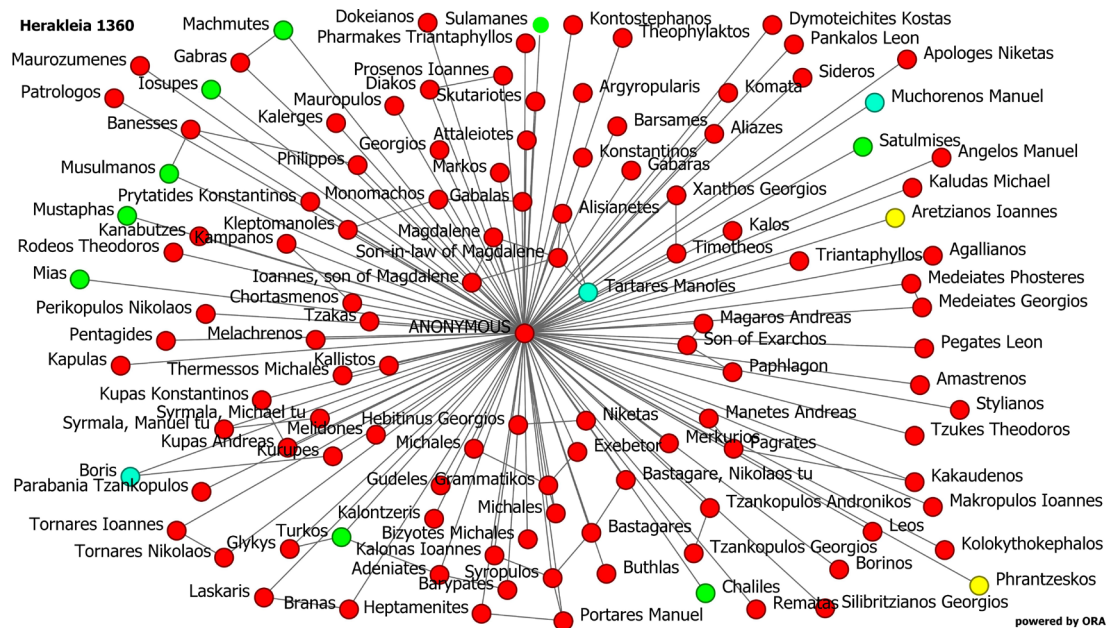 Herakleia 1360
Machmutes
Dokeianos
Sulamanes
Kontostephanos
Dymoteichites Kostas
Theophylaktos
Pharmakes Triantaphyllos
Pankalos Leon
Maurozumenes
Gabras
Apologes Niketas
Prosenos Ioannes
Sideros
Iosupes
Diakos
Argyropularis
Komata
Patrologos
Skutariotes
Muchorenos Manuel
Mauropulos
Kalerges
Barsames
Banesses
Aliazes
Attaleiotes
Georgios
Satulmises
Konstantinos
Angelos Manuel
Philippos
Markos
Gabaras
Musulmanos
Kaludas Michael
Xanthos Georgios
Prytatides Konstantinos
Monomachos
Gabalas
Alisianetes
Mustaphas
Aretzianos Ioannes
Kleptomanoles
Kalos
Kanabutzes
Magdalene
Kampanos
Rodeos Theodoros
Son-in-law of Magdalene
Timotheos
Triantaphyllos
Agallianos
Mias
Ioannes, son of Magdalene
Tartares Manoles
Medeiates Phosteres
Chortasmenos
Medeiates Georgios
Perikopulos Nikolaos
Tzakas
Magaros Andreas
ANONYMOUS
Pentagides
Melachrenos
Son of Exarchos
Pegates Leon
Kapulas
Kallistos
Thermessos Michales
Paphlagon
Amastrenos
Kupas Konstantinos
Stylianos
Syrmala, Michael tu
Hebitinus Georgios
Niketas
Manetes Andreas
Syrmala, Manuel tu
Melidones
Tzukes Theodoros
Kupas Andreas
Michales
Exebetor
Merkurios
Pagrates
Kurupes
Boris
Gudeles
Grammatikos
Bastagare, Nikolaos tu
Kakaudenos
Parabania Tzankopulos
Michales
Tzankopulos Andronikos
Makropulos Ioannes
Kalontzeris
Tornares Ioannes
Turkos
Bizyotes Michales
Bastagares
Leos
Glykys
Kalonas Ioannes
Tzankopulos Georgios
Kolokythokephalos
Tornares Nikolaos
Adeniates
Syropulos
Buthlas
Borinos
Barypates
Chaliles
Phrantzeskos
Laskaris
Branas
Heptamenites
Portares Manuel
Rematas
Silibritzianos Georgios
powered by ORA